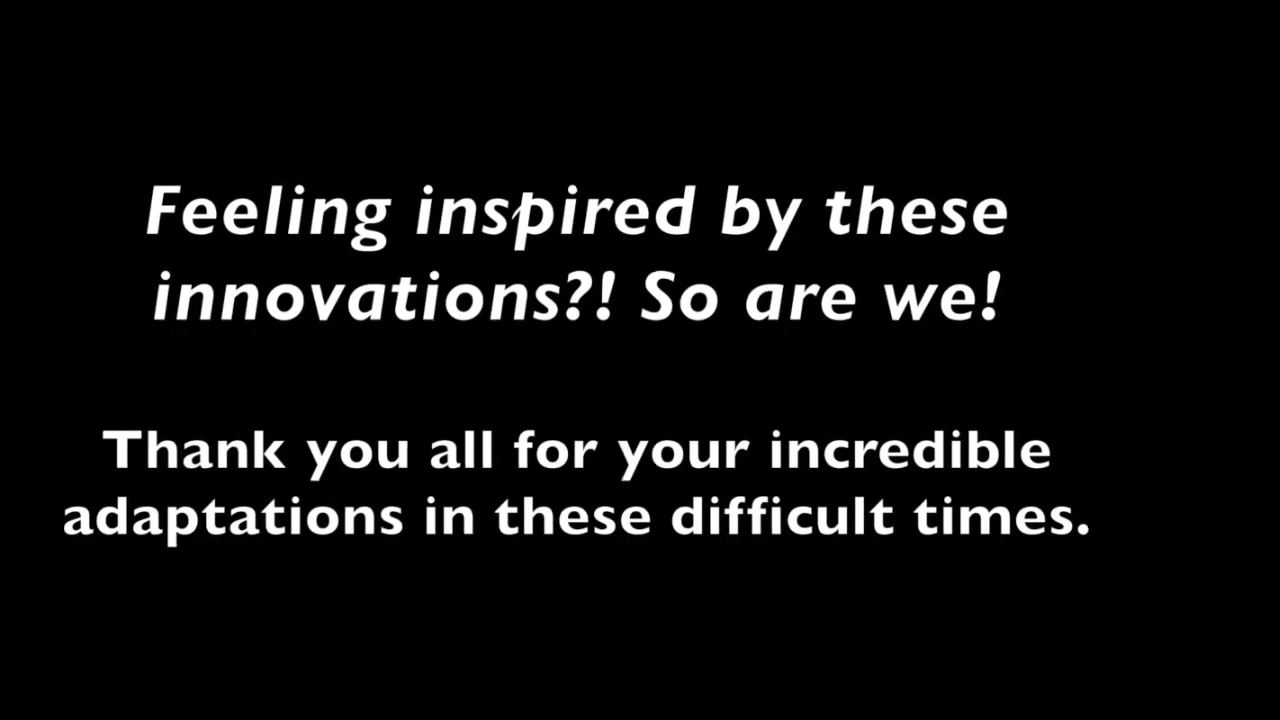 Feeling inspired by these
innovations?! So are we!
Thank you all for your incredible
adaptations in these difficult times.